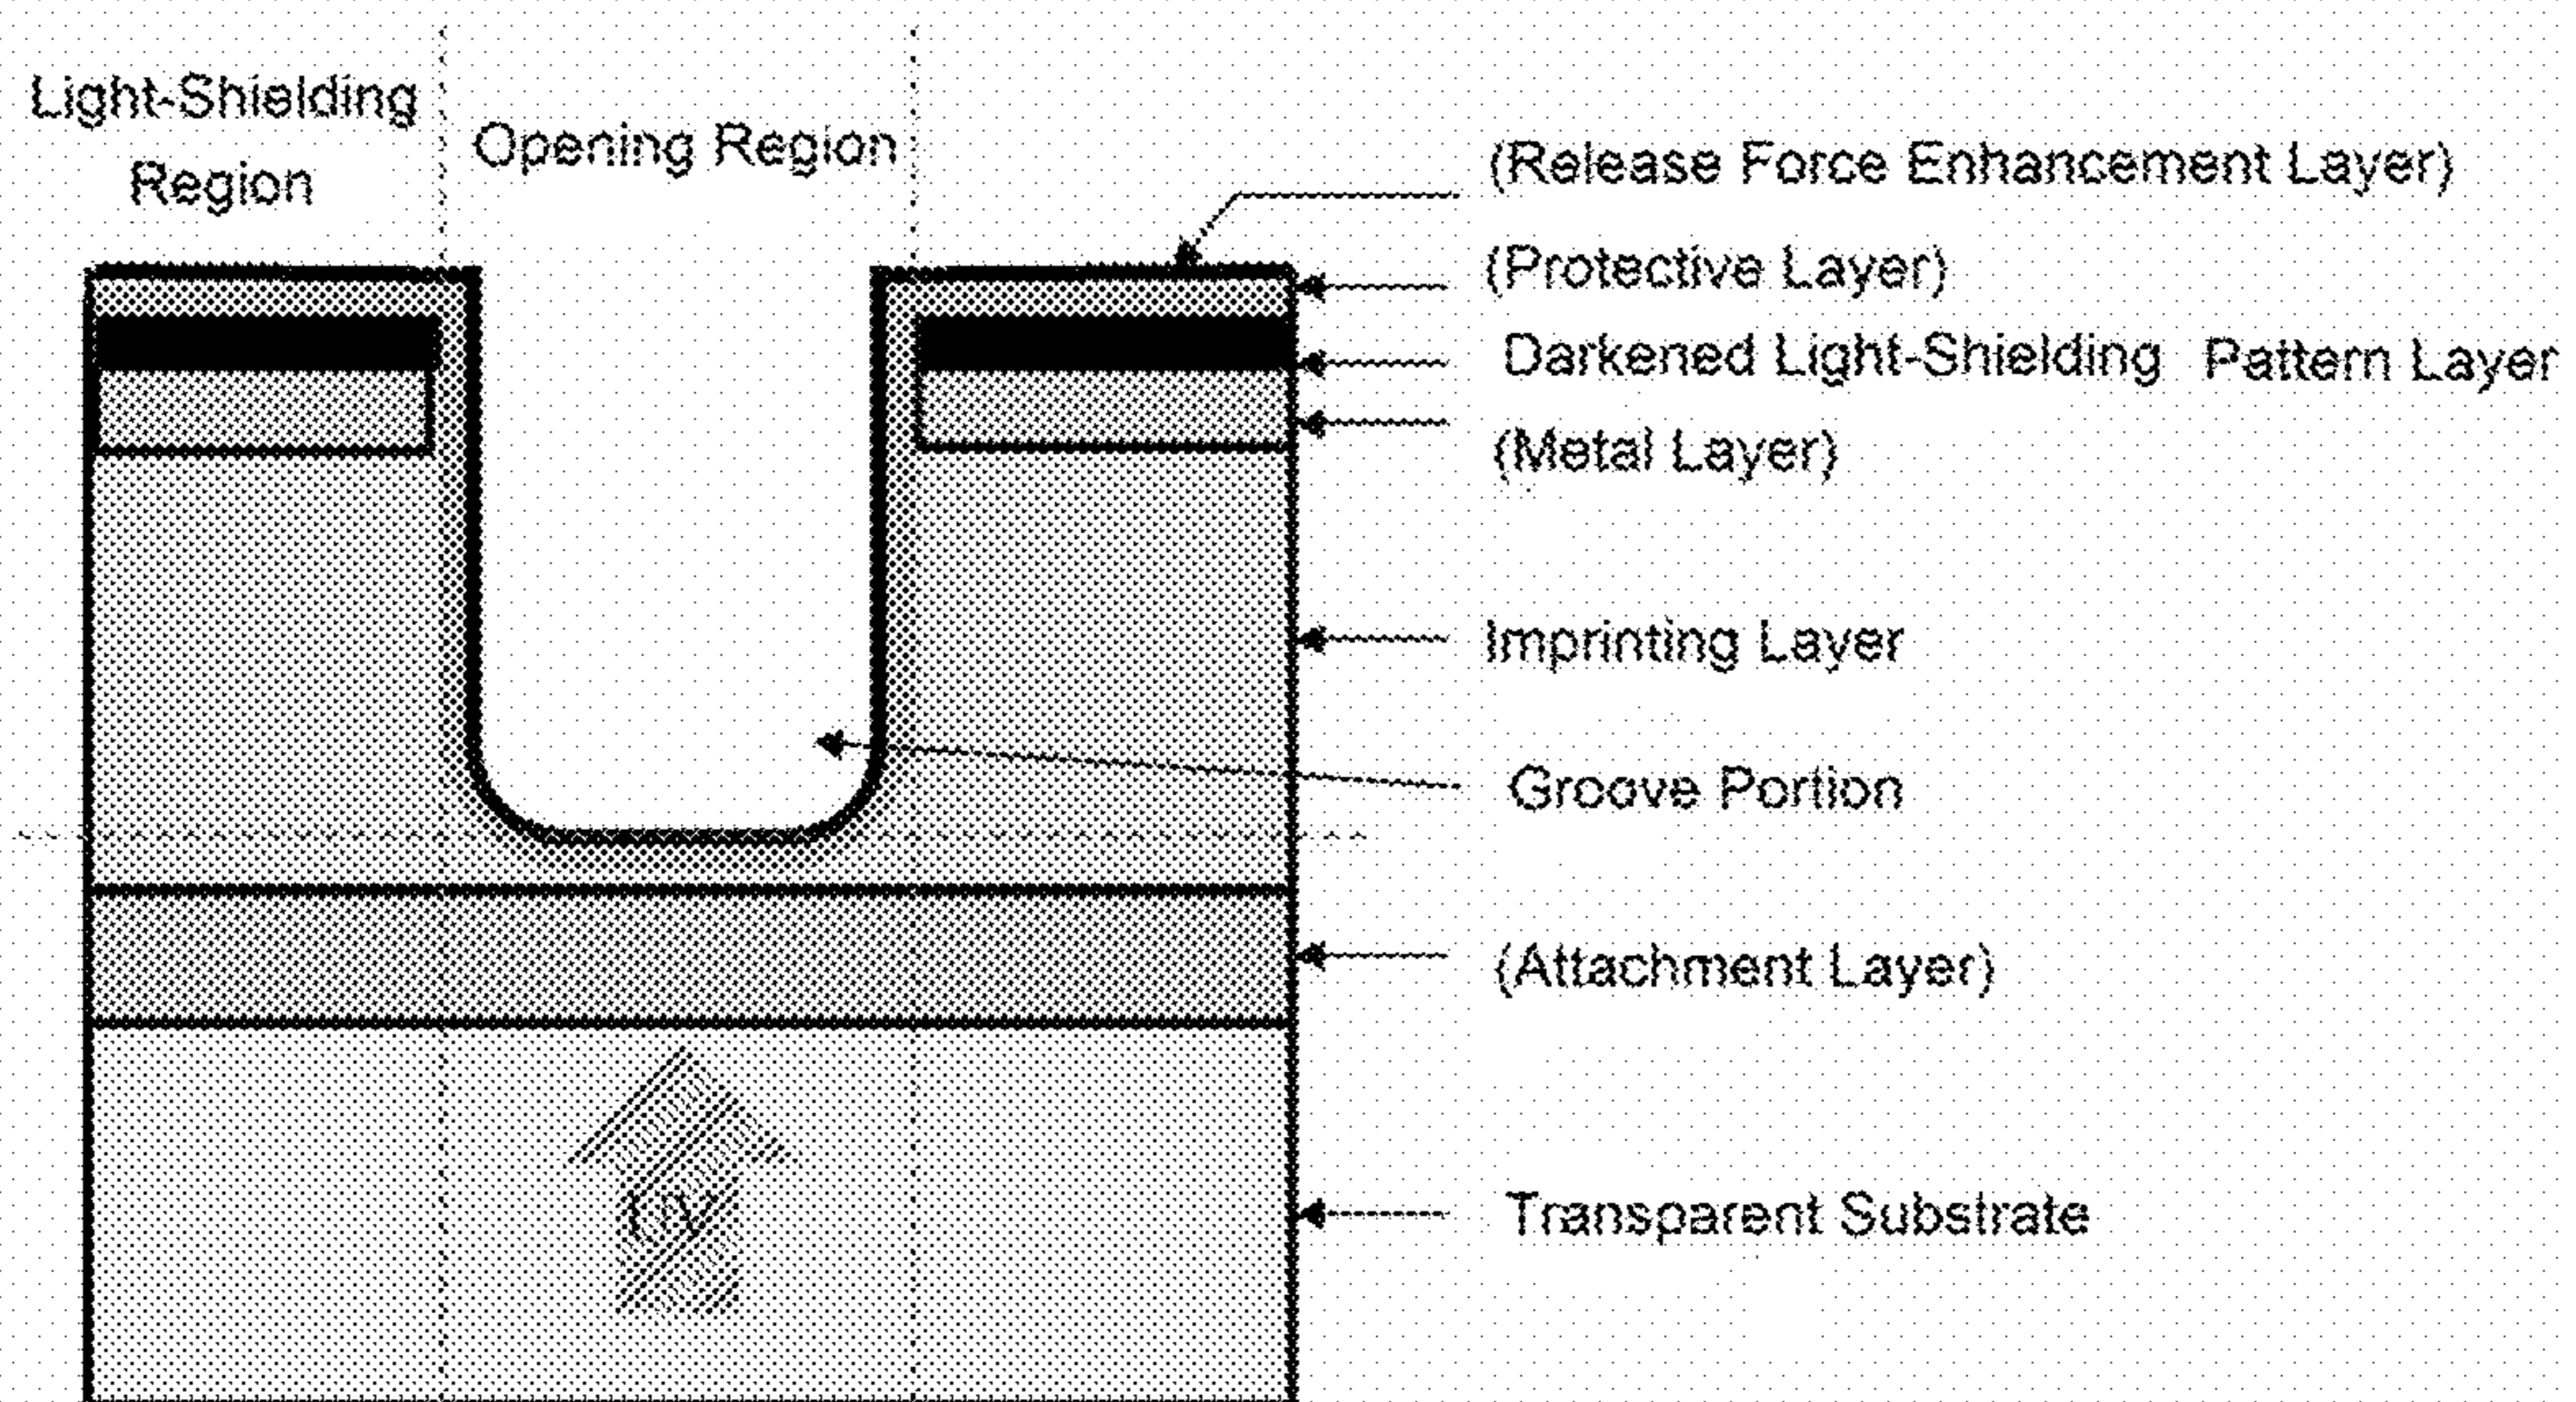 Light-Shielding
Region
Opening Region
(Release Force Enhancement Layer)
(Protective Layer)
Darkened Light-Shielding Pattern Layer
(Metal Layer)
Imprinting Layer
Groove Portion
(Attachment Layer)
UV
Transparent Substrate